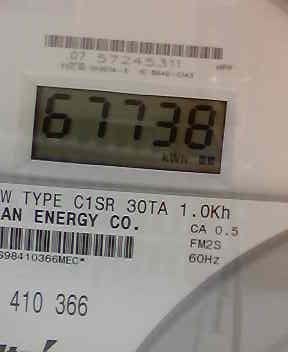 07 57245311
67738
kWh
W TYPE C1SR 30TA 1.0Kh
AN ENERGY CO.
CA 0.5
FM2S
60Hz
S98410366MEC*
410 366